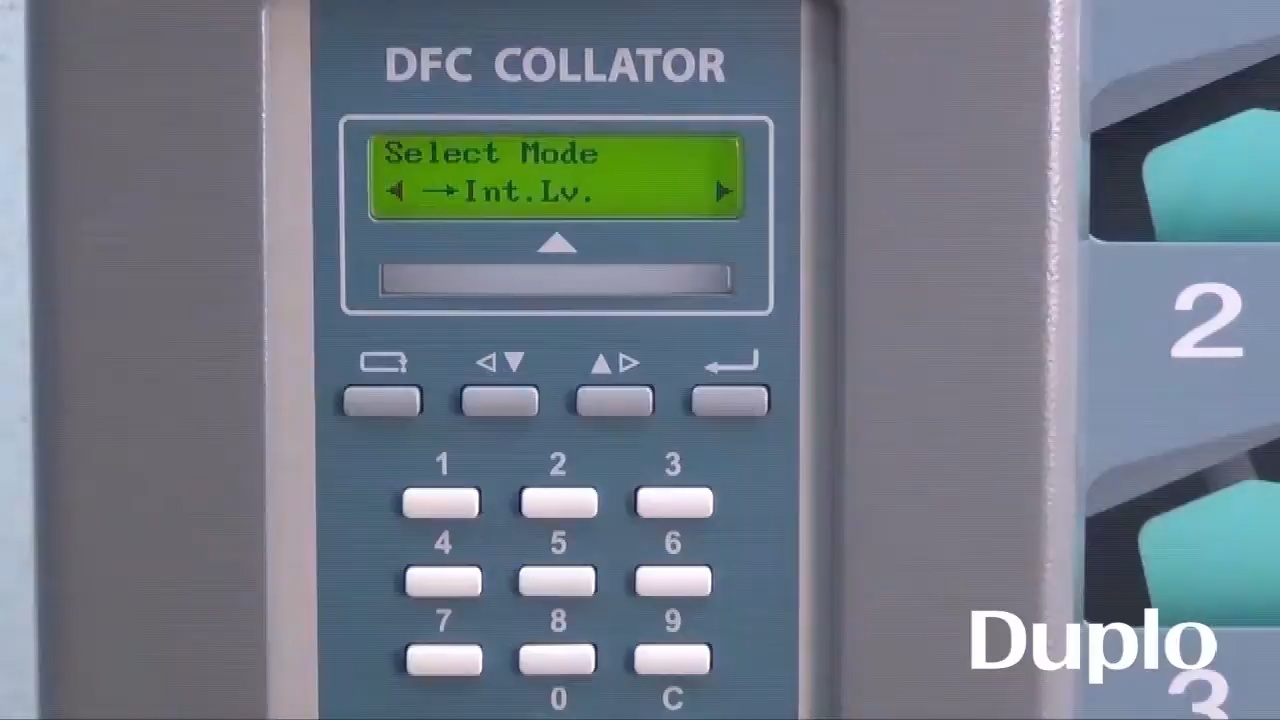 DFC COLLATOR
Select Mode
→Int.Lv.
1 2 3
4 5 6
7 8 9
0 C
2
3
Duplo